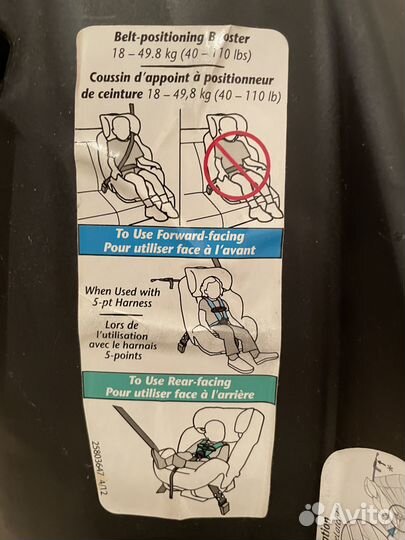 Belt-positioning Booster
18 – 49.8 kg (40 – 110 lbs)
Coussin d'appoint à positionneur
de ceinture 18 – 49,8 kg (40 – 110 lb)
To Use Forward-facing
Pour utiliser face à l'avant
When Used with
5-pt Harness
Lors de
l'utilisation
avec le harnais
5-points
To Use Rear-facing
Pour utiliser face à l'arrière
25803647 4/12
Avito